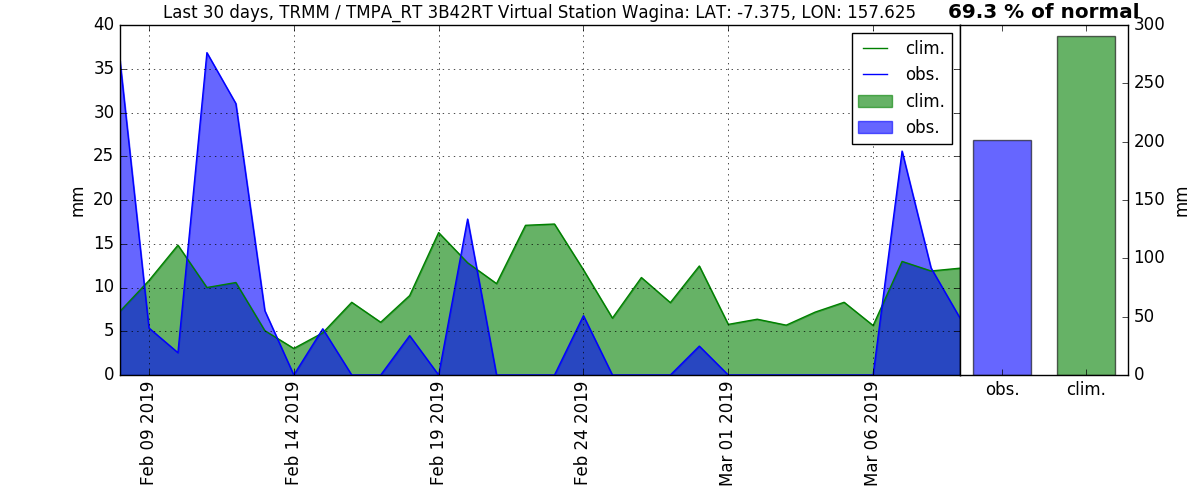 Last 30 days, TRMM / TMPA_RT 3B42RT Virtual Station Wagina: LAT: -7.375, LON: 157.625
69.3 % of normal
mm
40
35
30
25
20
15
10
5
0
clim.
obs.
clim.
obs.
Feb 09 2019
Feb 14 2019
Feb 19 2019
Feb 24 2019
Mar 01 2019
Mar 06 2019
300
250
200
150
100
50
0
mm
obs.
clim.